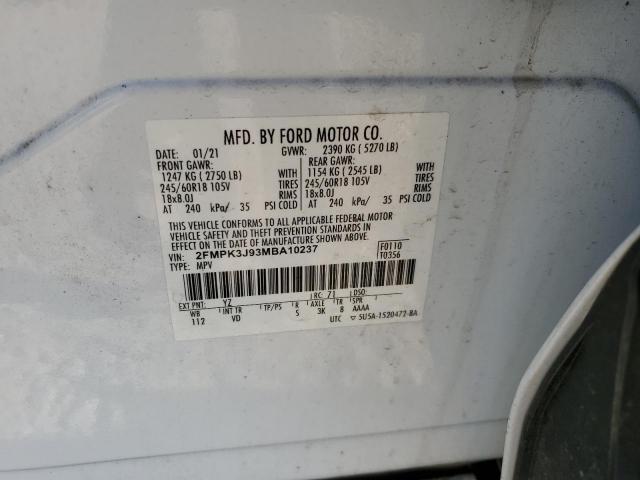 MFD. BY FORD MOTOR CO.
DATE: 01/21 GVWR: 2390 KG ( 5270 LB)
FRONT GAWR: REAR GAWR:
1247 KG ( 2750 LB) WITH 1154 KG ( 2545 LB) WITH
245/60R18 105V TIRES 245/60R18 105V TIRES
18x8.0J RIMS 18x8.0J RIMS
AT 240 kPa/ 35 PSI COLD AT 240 kPa/ 35 PSI COLD
THIS VEHICLE CONFORMS TO ALL APPLICABLE FEDERAL MOTOR
VEHICLE SAFETY AND THEFT PREVENTION STANDARDS IN
EFFECT ON THE DATE OF MANUFACTURE SHOWN ABOVE.
VIN: 2FMPK3J93MBA10237 F0110
TYPE: MPV T0356
EXT PNT: YZ RC: 71 DSO:
WB INT TR TP/PS R AXLE TR SPR
112 VD S 3K 8 AAAA
UTC ▽ 5U5A-1520472-BA